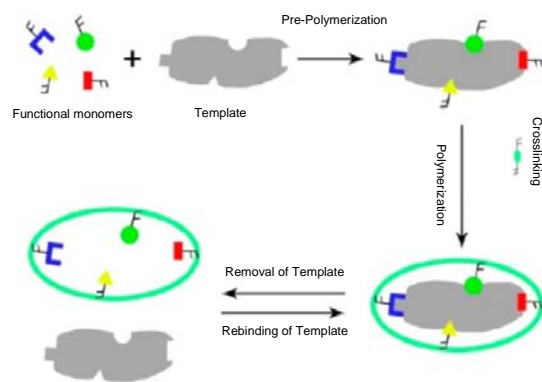 Pre-Polymerization
Functional monomers
Template
Crosslinking
Polymerization
Removal of Template
Rebinding of Template